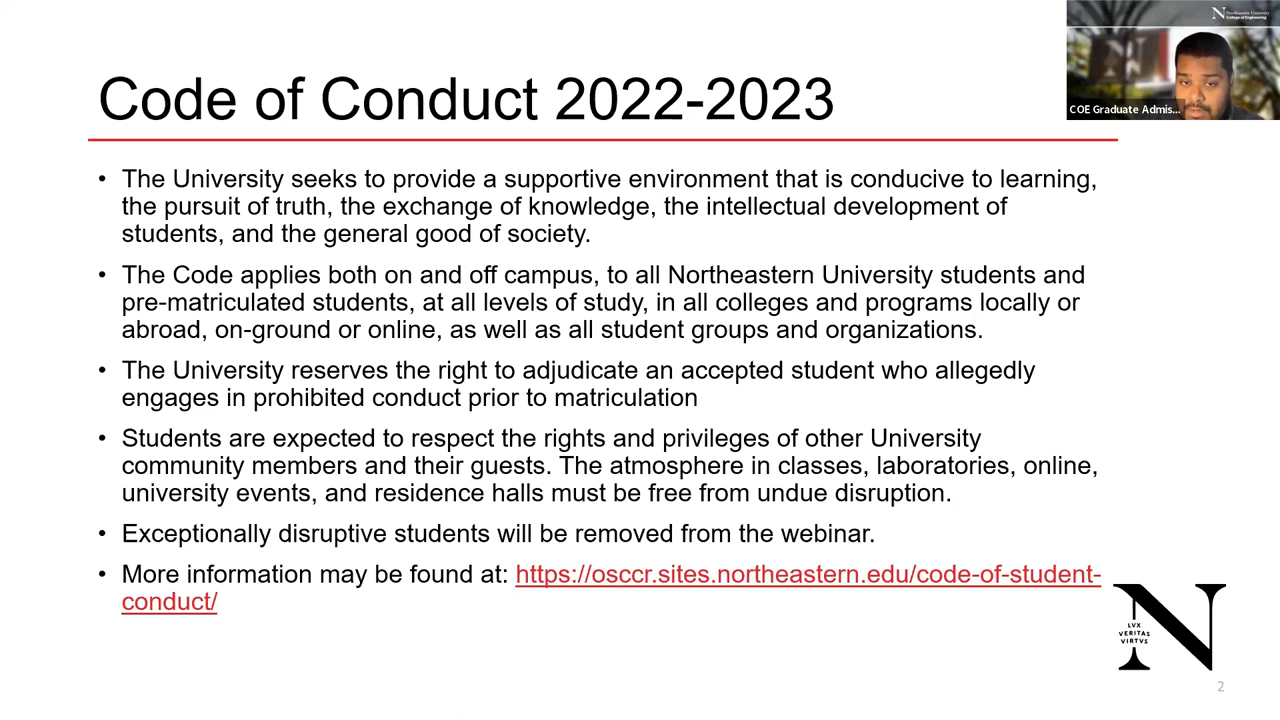 Northeastern University
College of Engineering
N
COE Graduate Admis...
Code of Conduct 2022-2023
• The University seeks to provide a supportive environment that is conducive to learning,
the pursuit of truth, the exchange of knowledge, the intellectual development of
students, and the general good of society.
• The Code applies both on and off campus, to all Northeastern University students and
pre-matriculated students, at all levels of study, in all colleges and programs locally or
abroad, on-ground or online, as well as all student groups and organizations.
• The University reserves the right to adjudicate an accepted student who allegedly
engages in prohibited conduct prior to matriculation
• Students are expected to respect the rights and privileges of other University
community members and their guests. The atmosphere in classes, laboratories, online,
university events, and residence halls must be free from undue disruption.
• Exceptionally disruptive students will be removed from the webinar.
• More information may be found at: https://osccr.sites.northeastern.edu/code-of-student-
conduct/
N
LVX
VERITAS
VIRTVS
2